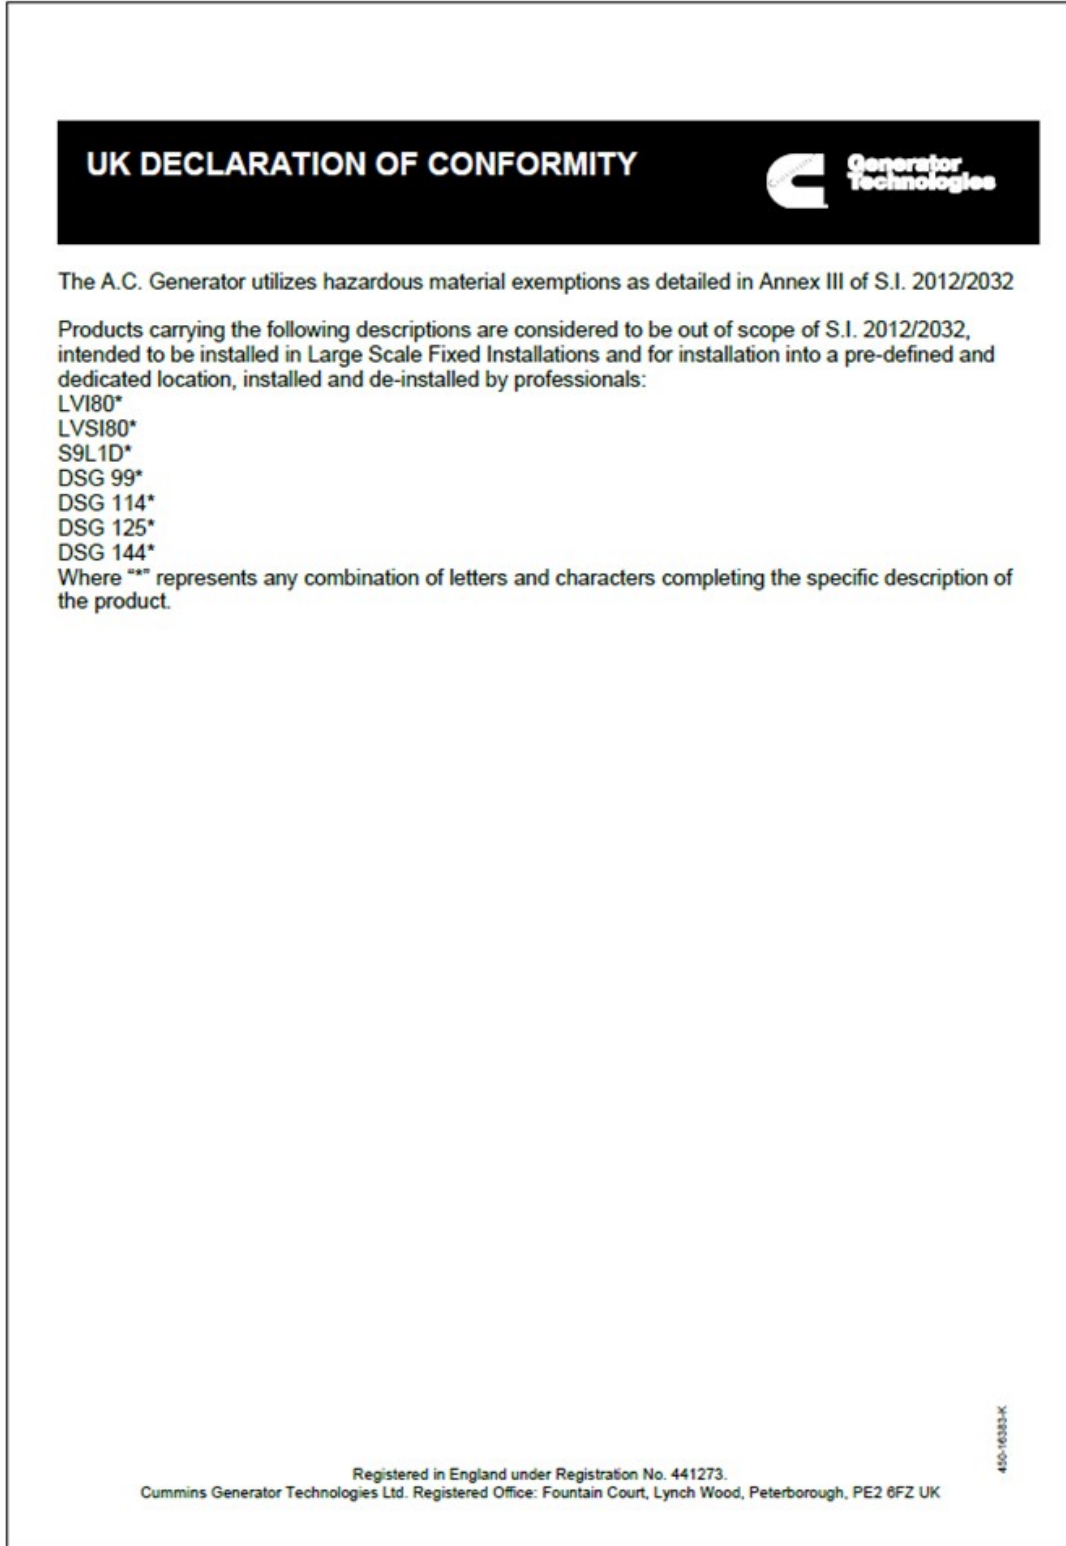 UK DECLARATION OF CONFORMITY
Generator
Technologies
The A.C. Generator utilizes hazardous material exemptions as detailed in Annex III of S.I. 2012/2032
Products carrying the following descriptions are considered to be out of scope of S.I. 2012/2032,
intended to be installed in Large Scale Fixed Installations and for installation into a pre-defined and
dedicated location, installed and de-installed by professionals:
LVI80*
LVSI80*
S9L1D*
DSG 99*
DSG 114*
DSG 125*
DSG 144*
Where “*” represents any combination of letters and characters completing the specific description of
the product.
450-16383-K
Registered in England under Registration No. 441273.
Cummins Generator Technologies Ltd. Registered Office: Fountain Court, Lynch Wood, Peterborough, PE2 6FZ UK